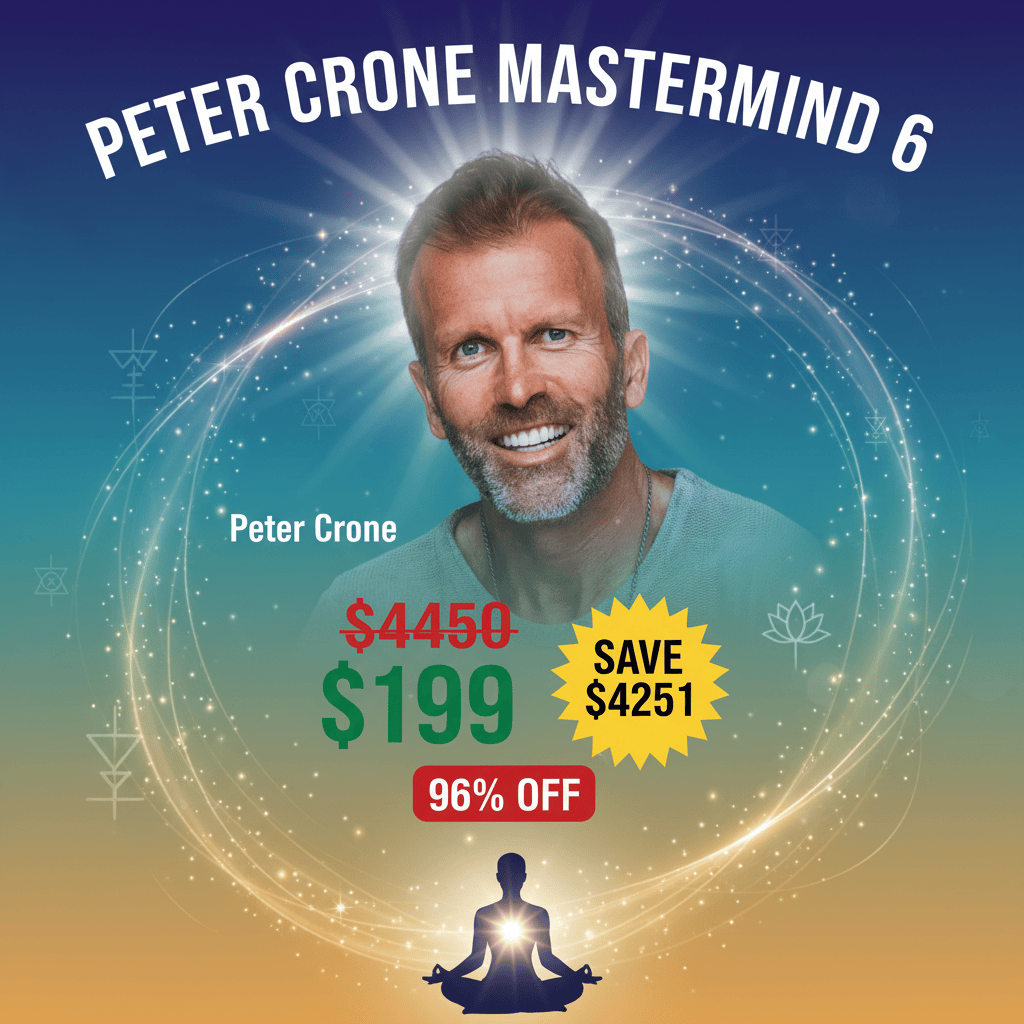 PETER CRONE MASTERMIND 6
Peter Crone
$4450
$199
SAVE
$4251
96% OFF